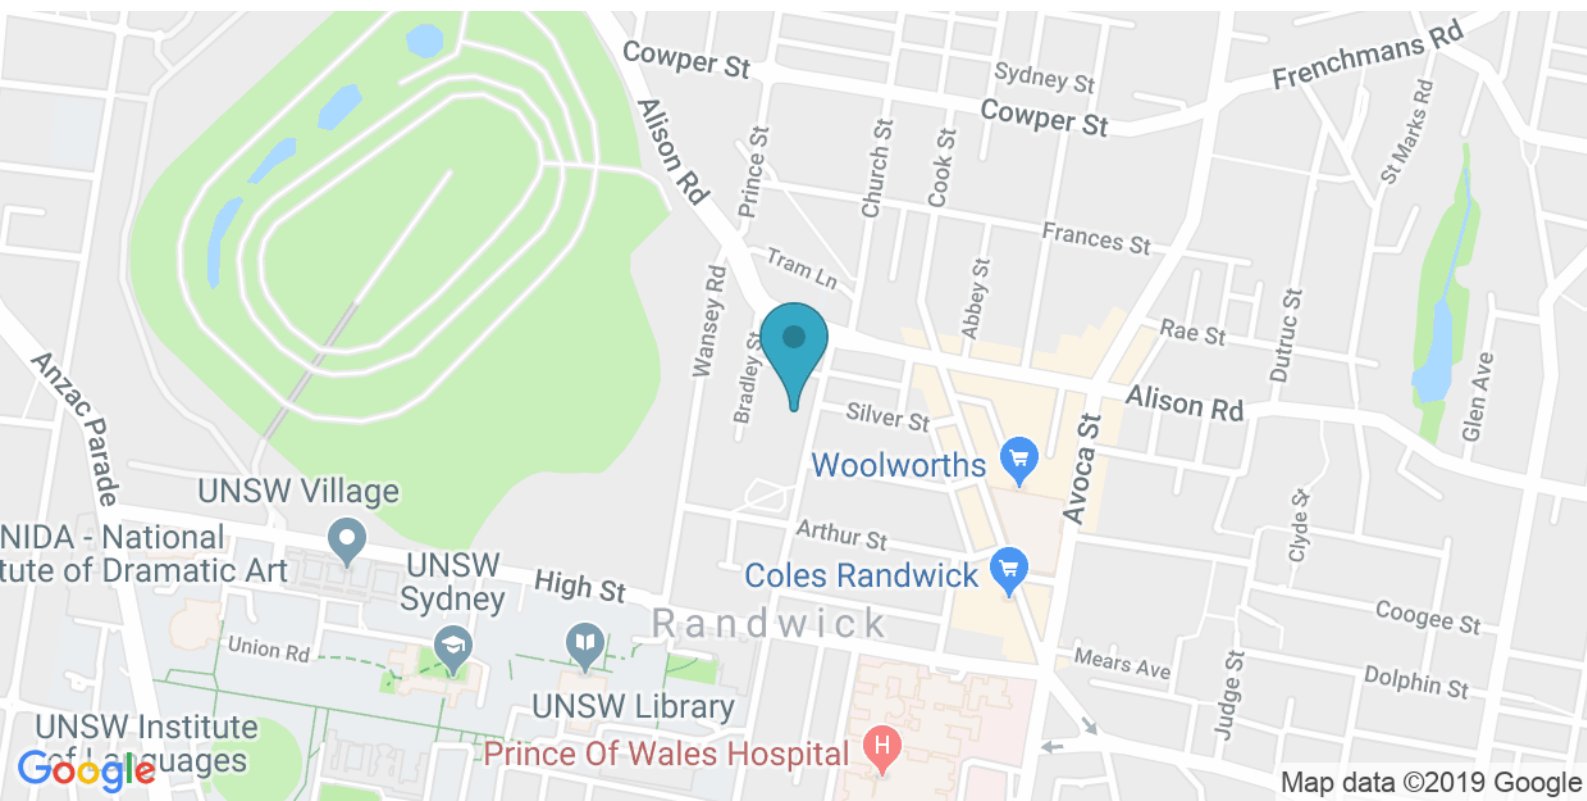 Cowper St
Sydney St
Frenchmans Rd
Cowper St
Alison Rd
Prince St
Church St
Cook St
St Marks Rd
Frances St
Tram Ln
Wansey Rd
Abbey St
Rae St
Dutruc St
Bradley St
Anzac Parade
Silver St
Alison Rd
Glen Ave
Avoca St
Woolworths
UNSW Village
Clyde St
NIDA - National
tute of Dramatic Art
Arthur St
UNSW
Sydney
High St
Coles Randwick
Randwick
Coogee St
Union Rd
Mears Ave
Judge St
Dolphin St
UNSW Library
UNSW Institute
of Languages
Prince Of Wales Hospital
H
Google
Map data ©2019 Google